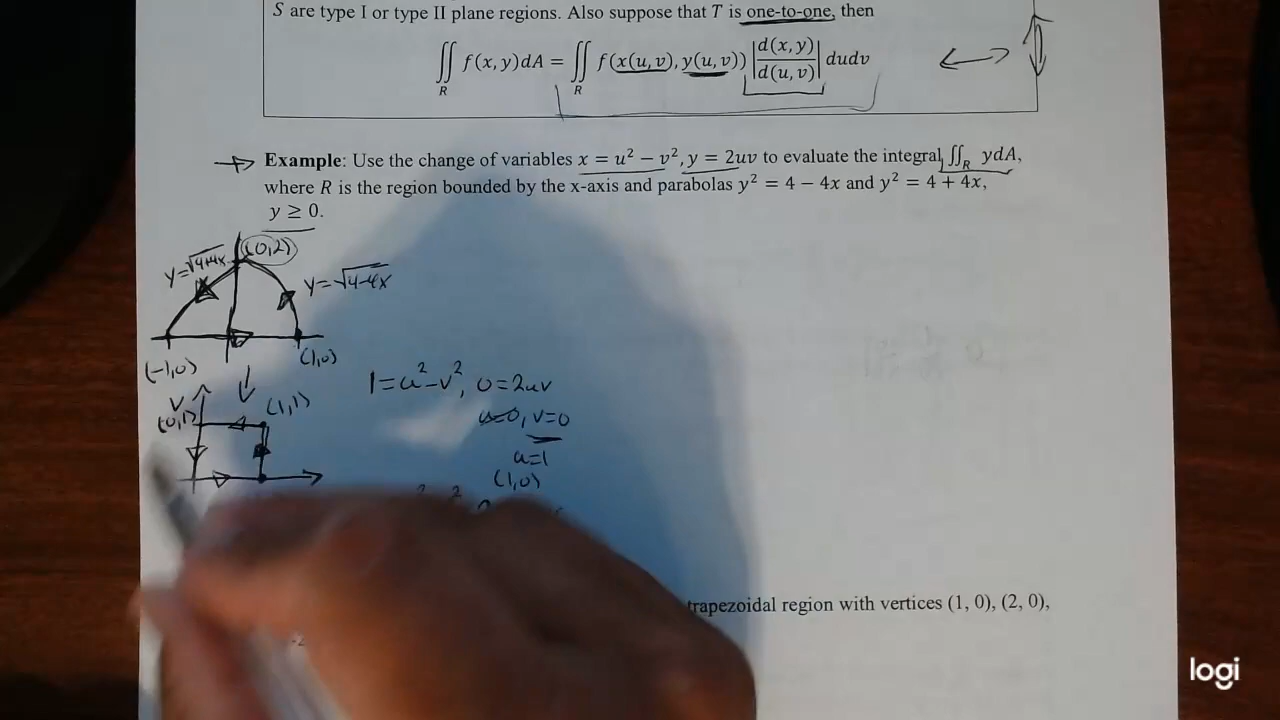 S are type I or type II plane regions. Also suppose that T is one-to-one, then
∬_R f(x, y)dA = ∬_R f(x(u, v), y(u, v)) |d(x, y)/d(u, v)| dudv
Example: Use the change of variables x = u² − v², y = 2uv to evaluate the integral ∬_R ydA,
where R is the region bounded by the x-axis and parabolas y² = 4 − 4x and y² = 4 + 4x,
y ≥ 0.
(0,2)
y=√4+4x
y=√4-4x
(-1,0)
(1,0)
1=u²-v², 0=2uv
V
(0,1)
(1,1)
u=0, v=0
u=1
(1,0)
trapezoidal region with vertices (1, 0), (2, 0),
logi